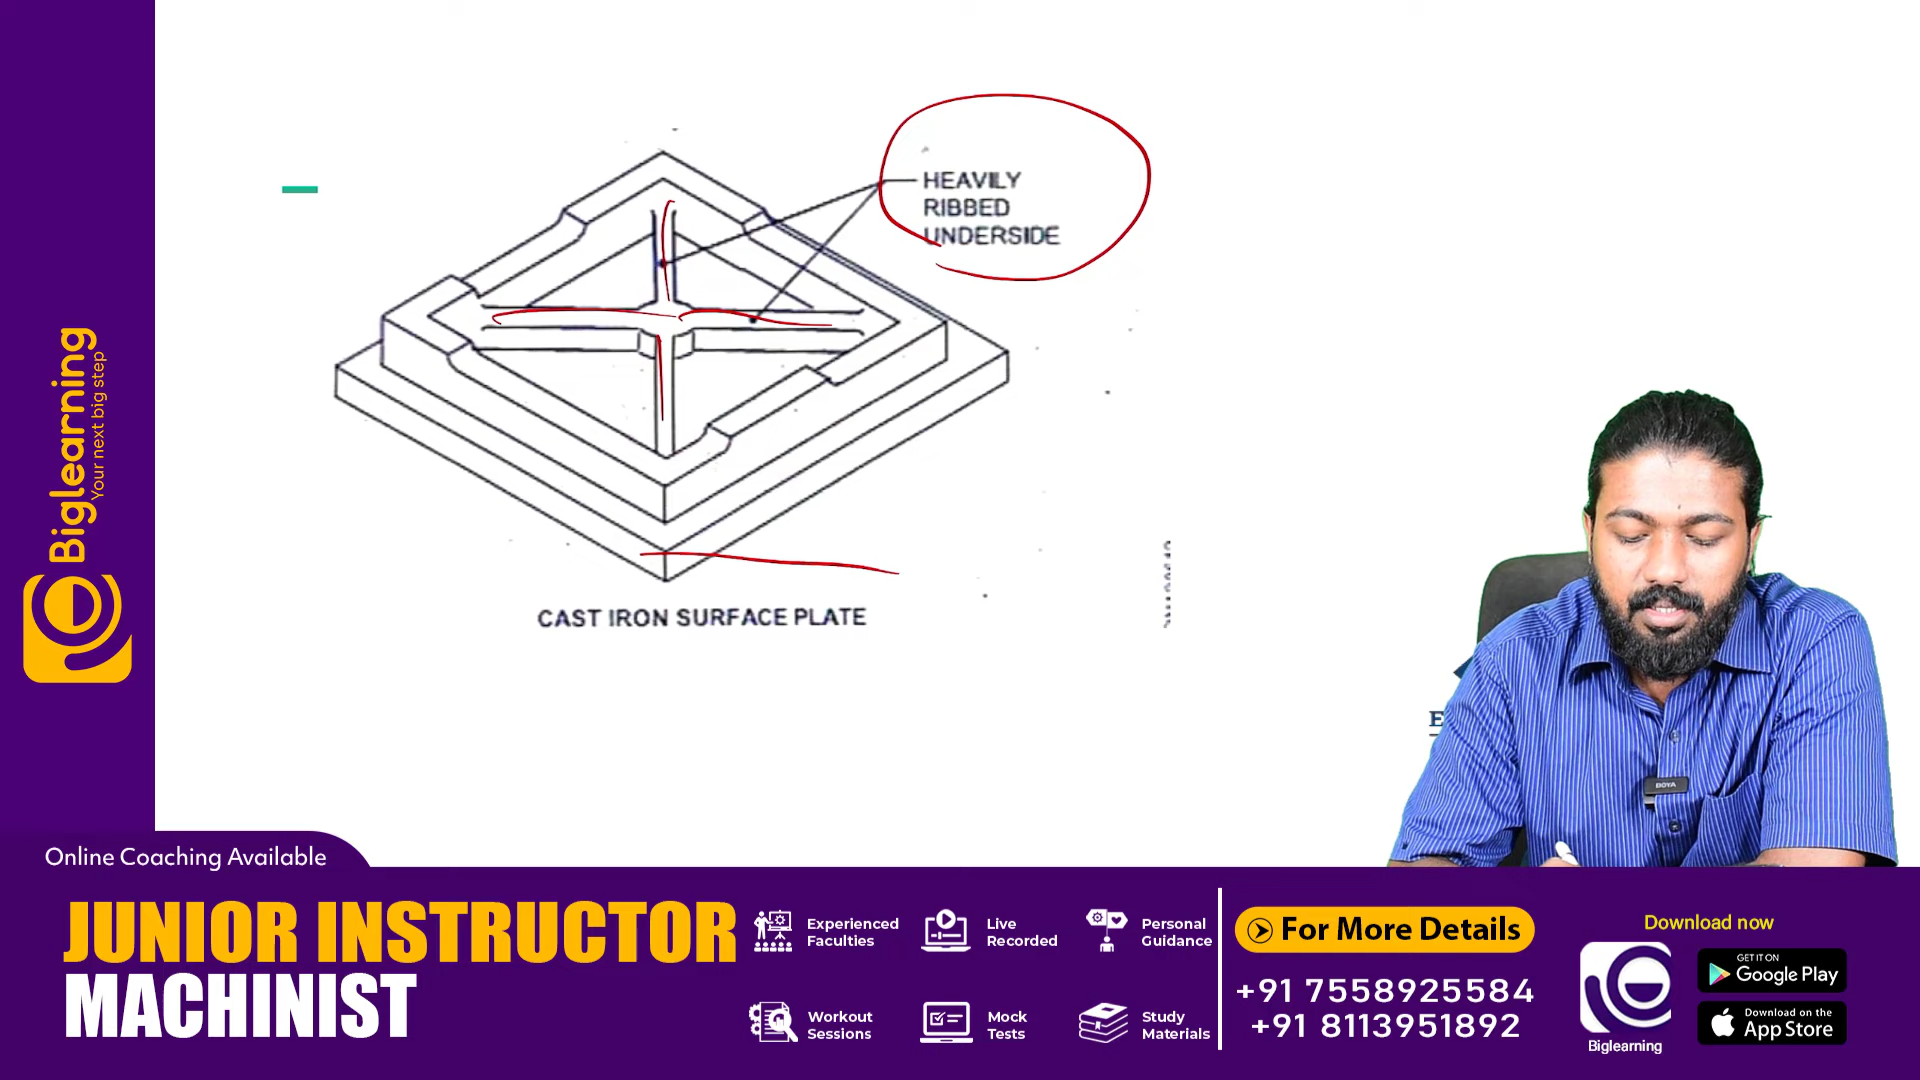 HEAVILY
RIBBED
UNDERSIDE
CAST IRON SURFACE PLATE
Biglearning
Your next big step
E
BOYA
Online Coaching Available
JUNIOR INSTRUCTOR
MACHINIST
Experienced
Faculties
Live
Recorded
Personal
Guidance
Workout
Sessions
Mock
Tests
Study
Materials
For More Details
+91 7558925584
+91 8113951892
Download now
Biglearning
GET IT ON
Google Play
Download on the
App Store